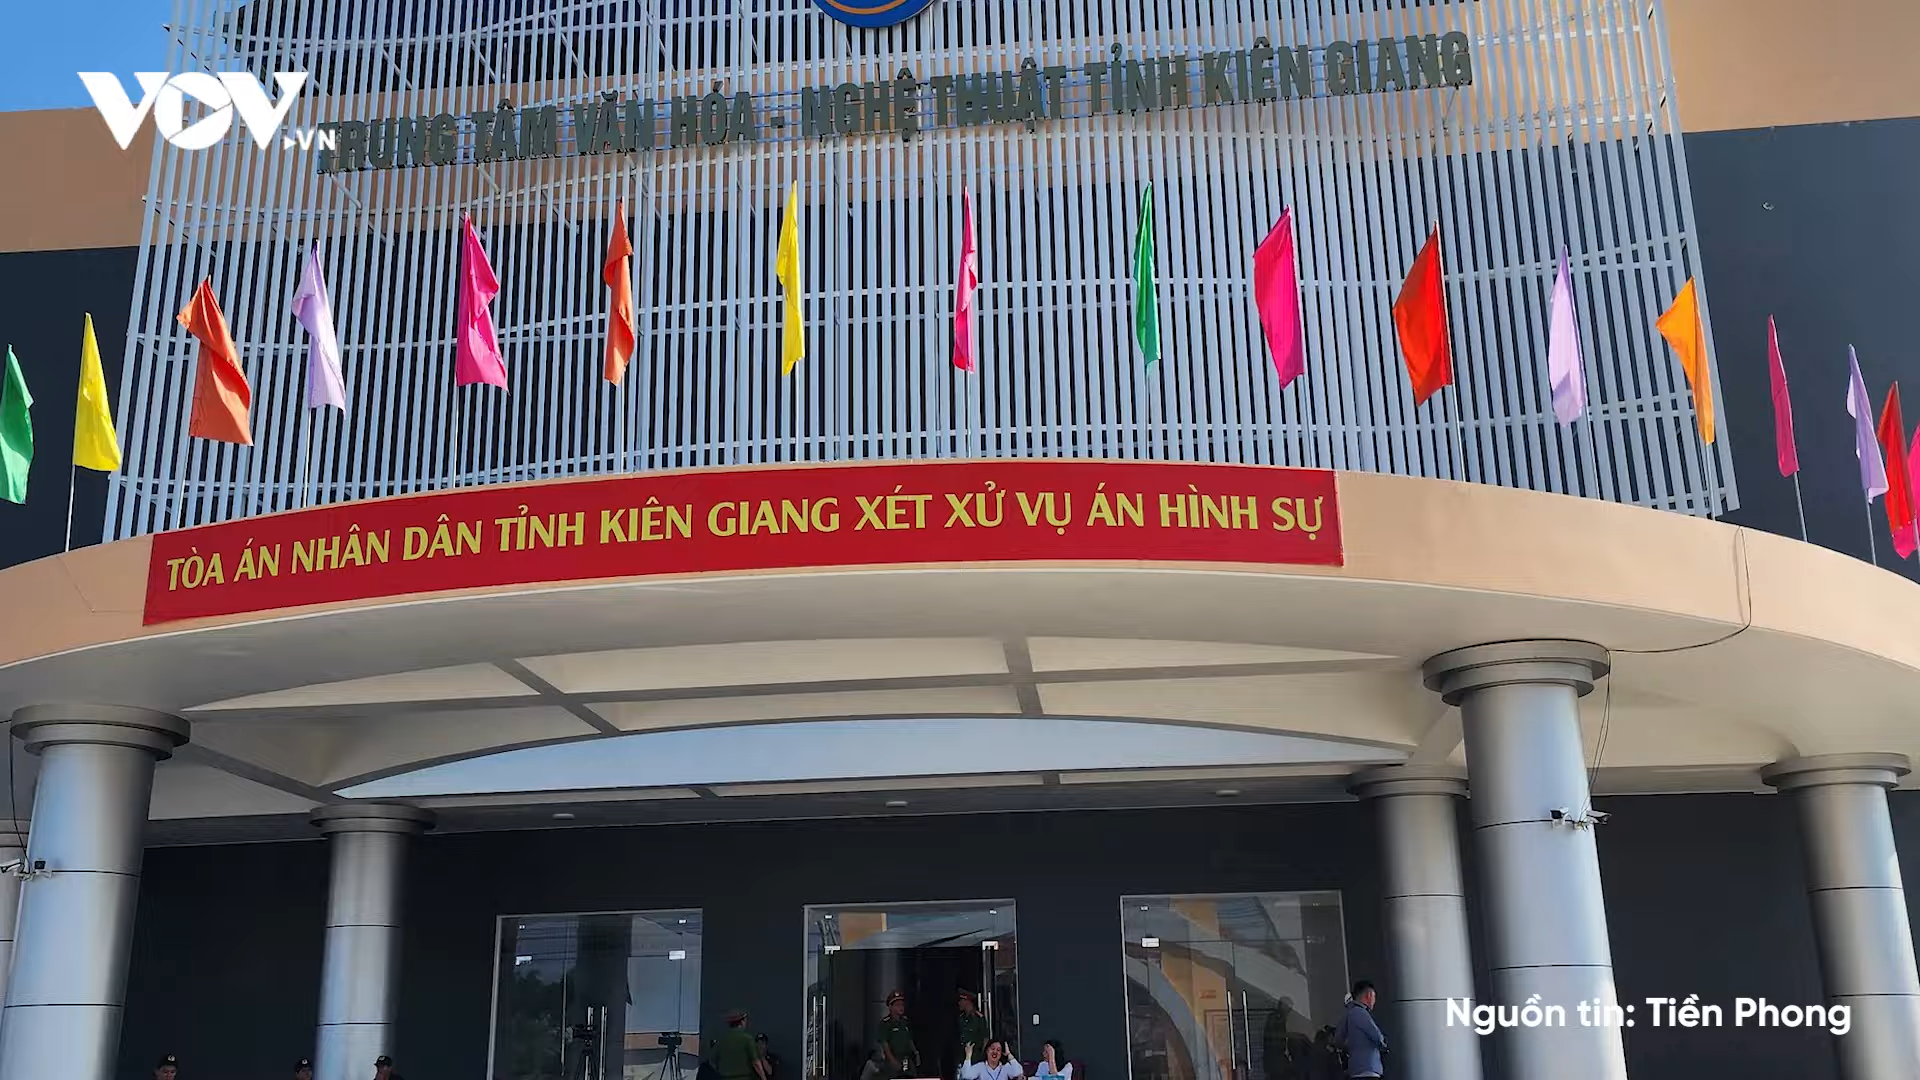 VOV.VN
TRUNG TÂM VĂN HÓA - NGHỆ THUẬT TỈNH KIÊN GIANG
TÒA ÁN NHÂN DÂN TỈNH KIÊN GIANG XÉT XỬ VỤ ÁN HÌNH SỰ
Nguồn tin: Tiền Phong